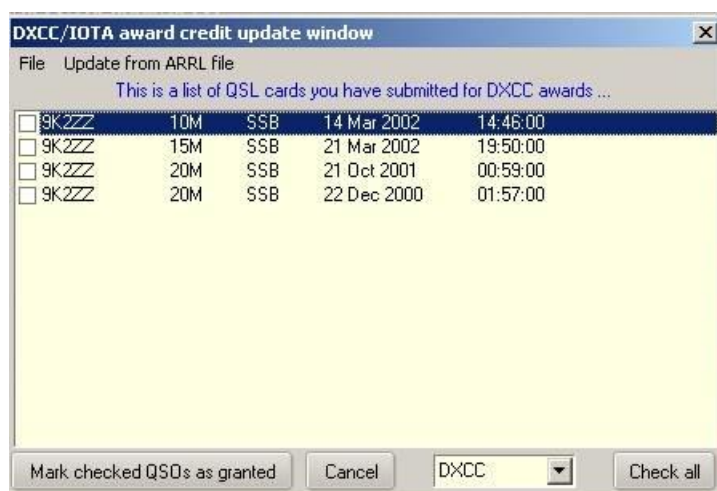 DXCC/IOTA award credit update window
File Update from ARRL file
This is a list of QSL cards you have submitted for DXCC awards ...
9K2ZZ 10M SSB 14 Mar 2002 14:46:00
9K2ZZ 15M SSB 21 Mar 2002 19:50:00
9K2ZZ 20M SSB 21 Oct 2001 00:59:00
9K2ZZ 20M SSB 22 Dec 2000 01:57:00
Mark checked QSOs as granted Cancel DXCC Check all